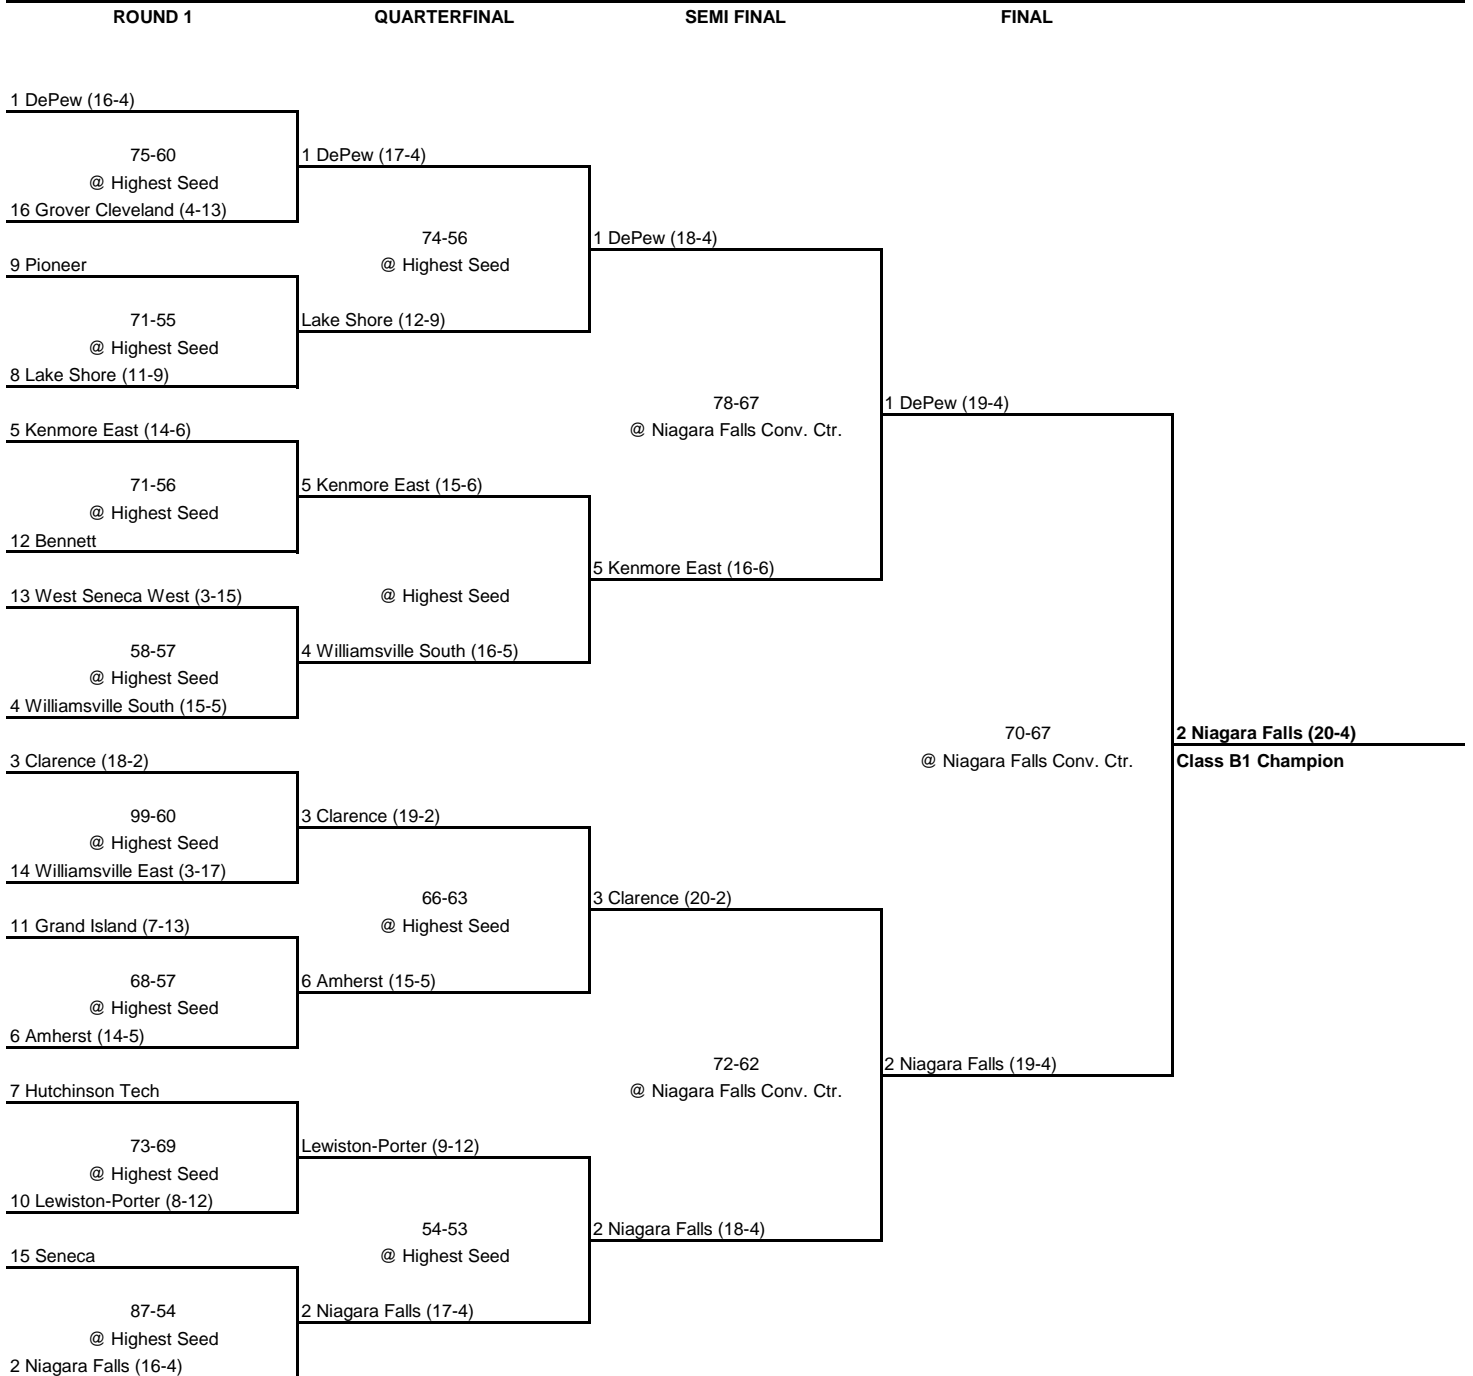 ROUND 1 QUARTERFINAL SEMI FINAL FINAL
1 DePew (16-4)
75-60 1 DePew (17-4)
@ Highest Seed
16 Grover Cleveland (4-13)
74-56 1 DePew (18-4)
9 Pioneer @ Highest Seed
71-55 Lake Shore (12-9)
@ Highest Seed
8 Lake Shore (11-9)
78-67 1 DePew (19-4)
5 Kenmore East (14-6) @ Niagara Falls Conv. Ctr.
71-56 5 Kenmore East (15-6)
@ Highest Seed
12 Bennett
5 Kenmore East (16-6)
13 West Seneca West (3-15) @ Highest Seed
58-57 4 Williamsville South (16-5)
@ Highest Seed
4 Williamsville South (15-5)
70-67 2 Niagara Falls (20-4)
3 Clarence (18-2) @ Niagara Falls Conv. Ctr. Class B1 Champion
99-60 3 Clarence (19-2)
@ Highest Seed
14 Williamsville East (3-17)
66-63 3 Clarence (20-2)
11 Grand Island (7-13) @ Highest Seed
68-57 6 Amherst (15-5)
@ Highest Seed
6 Amherst (14-5)
72-62 2 Niagara Falls (19-4)
7 Hutchinson Tech @ Niagara Falls Conv. Ctr.
73-69 Lewiston-Porter (9-12)
@ Highest Seed
10 Lewiston-Porter (8-12)
54-53 2 Niagara Falls (18-4)
15 Seneca @ Highest Seed
87-54 2 Niagara Falls (17-4)
@ Highest Seed
2 Niagara Falls (16-4)